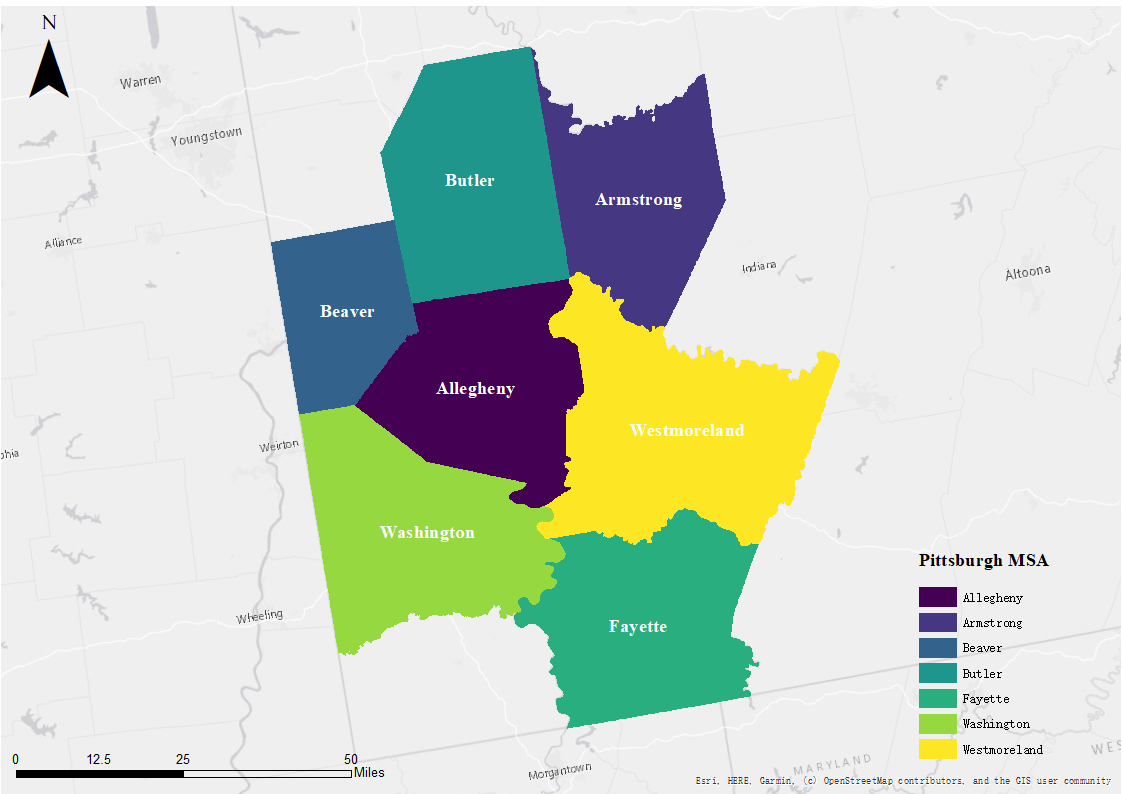 N
Warren
Youngstown
Butler
Armstrong
Alliance
Indiana
Altoona
Beaver
Allegheny
Westmoreland
Weirton
phia
Washington
Pittsburgh MSA
Allegheny
Armstrong
Beaver
Butler
Fayette
Washington
Westmoreland
Wheeling
Fayette
0 12.5 25 50
Miles
Morgantown
MARYLAND
WES
Esri, HERE, Garmin, (c) OpenStreetMap contributors, and the GIS user community